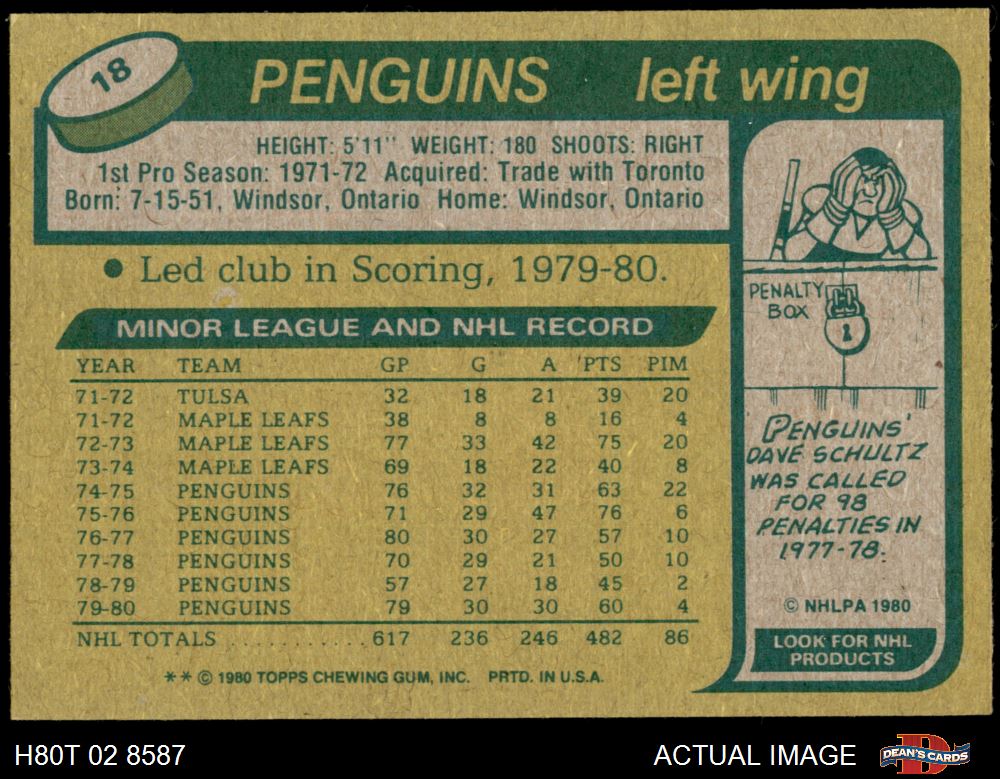 18
PENGUINS left wing
HEIGHT: 5'11" WEIGHT: 180 SHOOTS: RIGHT
1st Pro Season: 1971-72 Acquired: Trade with Toronto
Born: 7-15-51, Windsor, Ontario Home: Windsor, Ontario
• Led club in Scoring, 1979-80.
MINOR LEAGUE AND NHL RECORD
YEAR TEAM GP G A PTS PIM
71-72 TULSA 32 18 21 39 20
71-72 MAPLE LEAFS 38 8 8 16 4
72-73 MAPLE LEAFS 77 33 42 75 20
73-74 MAPLE LEAFS 69 18 22 40 8
74-75 PENGUINS 76 32 31 63 22
75-76 PENGUINS 71 29 47 76 6
76-77 PENGUINS 80 30 27 57 10
77-78 PENGUINS 70 29 21 50 10
78-79 PENGUINS 57 27 18 45 2
79-80 PENGUINS 79 30 30 60 4
NHL TOTALS ............ 617 236 246 482 86
** © 1980 TOPPS CHEWING GUM, INC. PRTD. IN U.S.A.
PENALTY
BOX
PENGUINS'
DAVE SCHULTZ
WAS CALLED
FOR 98
PENALTIES IN
1977-78.
© NHLPA 1980
LOOK FOR NHL
PRODUCTS
H80T 02 8587
ACTUAL IMAGE
DEAN'S CARDS